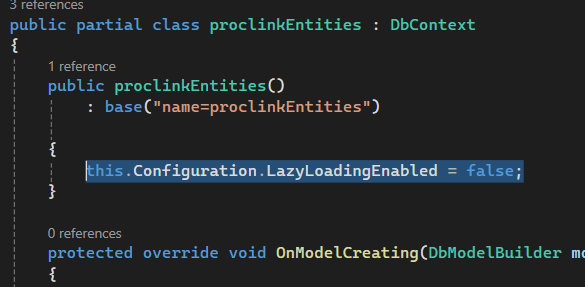 3 references
public partial class proclinkEntities : DbContext
{
1 reference
public proclinkEntities()
: base("name=proclinkEntities")
{
this.Configuration.LazyLoadingEnabled = false;
}
0 references
protected override void OnModelCreating(DbModelBuilder mo
{